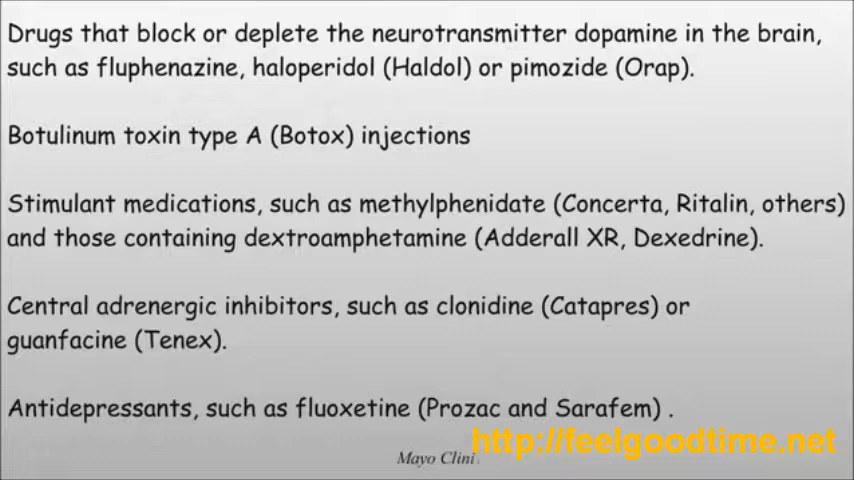 Drugs that block or deplete the neurotransmitter dopamine in the brain,
such as fluphenazine, haloperidol (Haldol) or pimozide (Orap).
Botulinum toxin type A (Botox) injections
Stimulant medications, such as methylphenidate (Concerta, Ritalin, others)
and those containing dextroamphetamine (Adderall XR, Dexedrine).
Central adrenergic inhibitors, such as clonidine (Catapres) or
guanfacine (Tenex).
Antidepressants, such as fluoxetine (Prozac and Sarafem) .
http://feelgoodtime.net
Mayo Clini